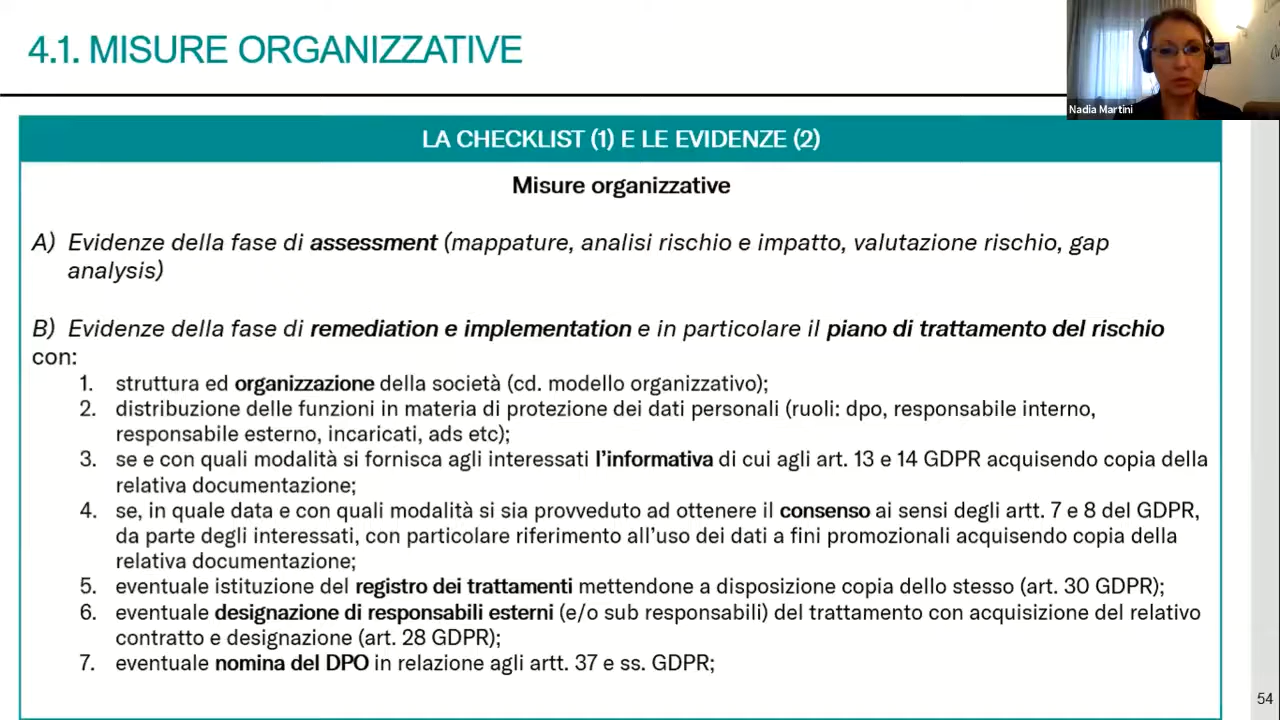 4.1. MISURE ORGANIZZATIVE
Nadia Martini
LA CHECKLIST (1) E LE EVIDENZE (2)
Misure organizzative
A) Evidenze della fase di assessment (mappature, analisi rischio e impatto, valutazione rischio, gap
analysis)
B) Evidenze della fase di remediation e implementation e in particolare il piano di trattamento del rischio
con:
1. struttura ed organizzazione della società (cd. modello organizzativo);
2. distribuzione delle funzioni in materia di protezione dei dati personali (ruoli: dpo, responsabile interno,
responsabile esterno, incaricati, ads etc);
3. se e con quali modalità si fornisca agli interessati l'informativa di cui agli art. 13 e 14 GDPR acquisendo copia della
relativa documentazione;
4. se, in quale data e con quali modalità si sia provveduto ad ottenere il consenso ai sensi degli artt. 7 e 8 del GDPR,
da parte degli interessati, con particolare riferimento all'uso dei dati a fini promozionali acquisendo copia della
relativa documentazione;
5. eventuale istituzione del registro dei trattamenti mettendone a disposizione copia dello stesso (art. 30 GDPR);
6. eventuale designazione di responsabili esterni (e/o sub responsabili) del trattamento con acquisizione del relativo
contratto e designazione (art. 28 GDPR);
7. eventuale nomina del DPO in relazione agli artt. 37 e ss. GDPR;
54